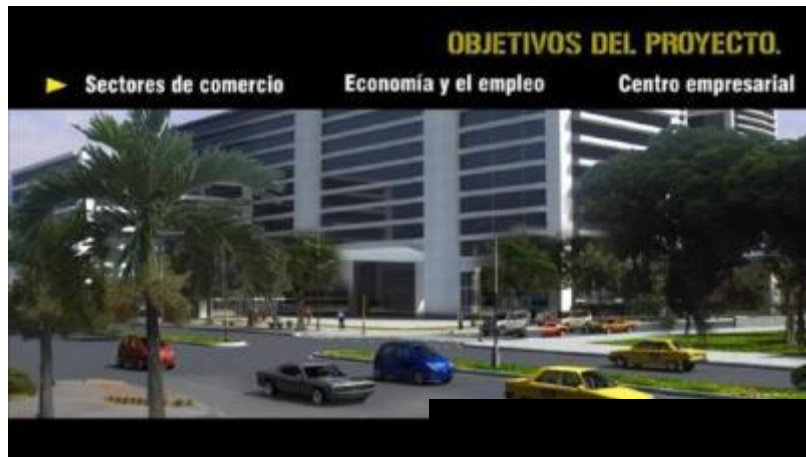 OBJETIVOS DEL PROYECTO.
Sectores de comercio Economía y el empleo Centro empresarial